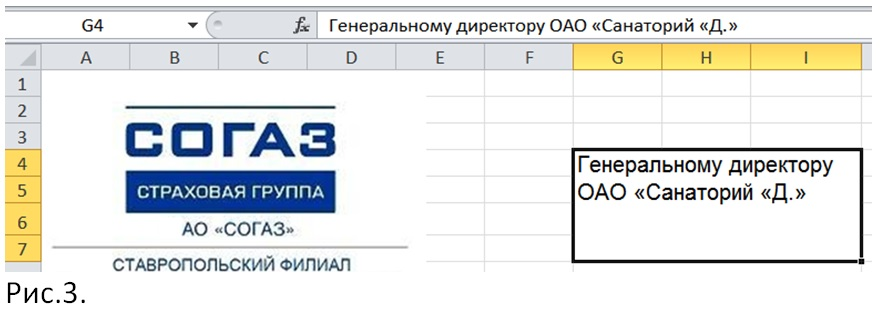 G4 fx Генеральному директору ОАО «Санаторий «Д.»
A B C D E F G H I
1
2
3
СОГАЗ
4
Генеральному директору
5
СТРАХОВАЯ ГРУППА
ОАО «Санаторий «Д.»
6
АО «СОГАЗ»
7
СТАВРОПОЛЬСКИЙ ФИЛИАЛ
Рис.3.